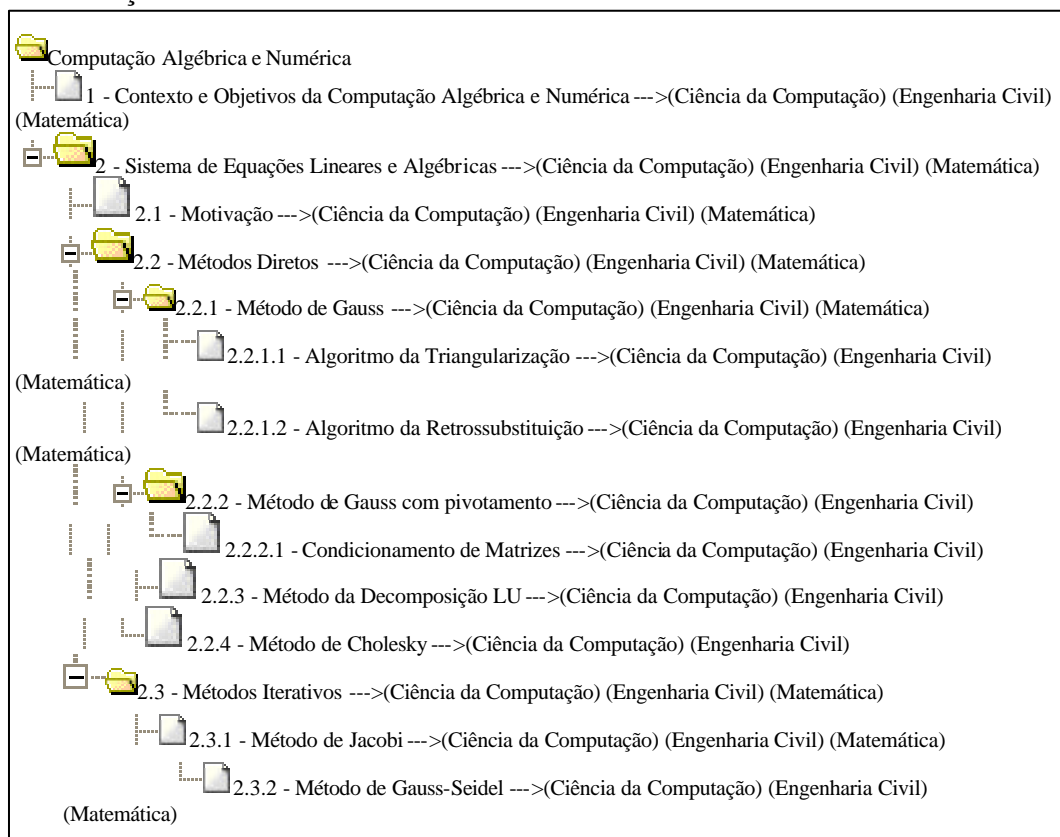 Computação Algébrica e Numérica
1 - Contexto e Objetivos da Computação Algébrica e Numérica --->(Ciência da Computação) (Engenharia Civil)
(Matemática)
2 - Sistema de Equações Lineares e Algébricas --->(Ciência da Computação) (Engenharia Civil) (Matemática)
2.1 - Motivação --->(Ciência da Computação) (Engenharia Civil) (Matemática)
2.2 - Métodos Diretos --->(Ciência da Computação) (Engenharia Civil) (Matemática)
2.2.1 - Método de Gauss --->(Ciência da Computação) (Engenharia Civil) (Matemática)
2.2.1.1 - Algoritmo da Triangularização --->(Ciência da Computação) (Engenharia Civil)
(Matemática)
2.2.1.2 - Algoritmo da Retrossubstituição --->(Ciência da Computação) (Engenharia Civil)
(Matemática)
2.2.2 - Método de Gauss com pivotamento --->(Ciência da Computação) (Engenharia Civil)
2.2.2.1 - Condicionamento de Matrizes --->(Ciência da Computação) (Engenharia Civil)
2.2.3 - Método da Decomposição LU --->(Ciência da Computação) (Engenharia Civil)
2.2.4 - Método de Cholesky --->(Ciência da Computação) (Engenharia Civil)
2.3 - Métodos Iterativos --->(Ciência da Computação) (Engenharia Civil) (Matemática)
2.3.1 - Método de Jacobi --->(Ciência da Computação) (Engenharia Civil) (Matemática)
2.3.2 - Método de Gauss-Seidel --->(Ciência da Computação) (Engenharia Civil)
(Matemática)